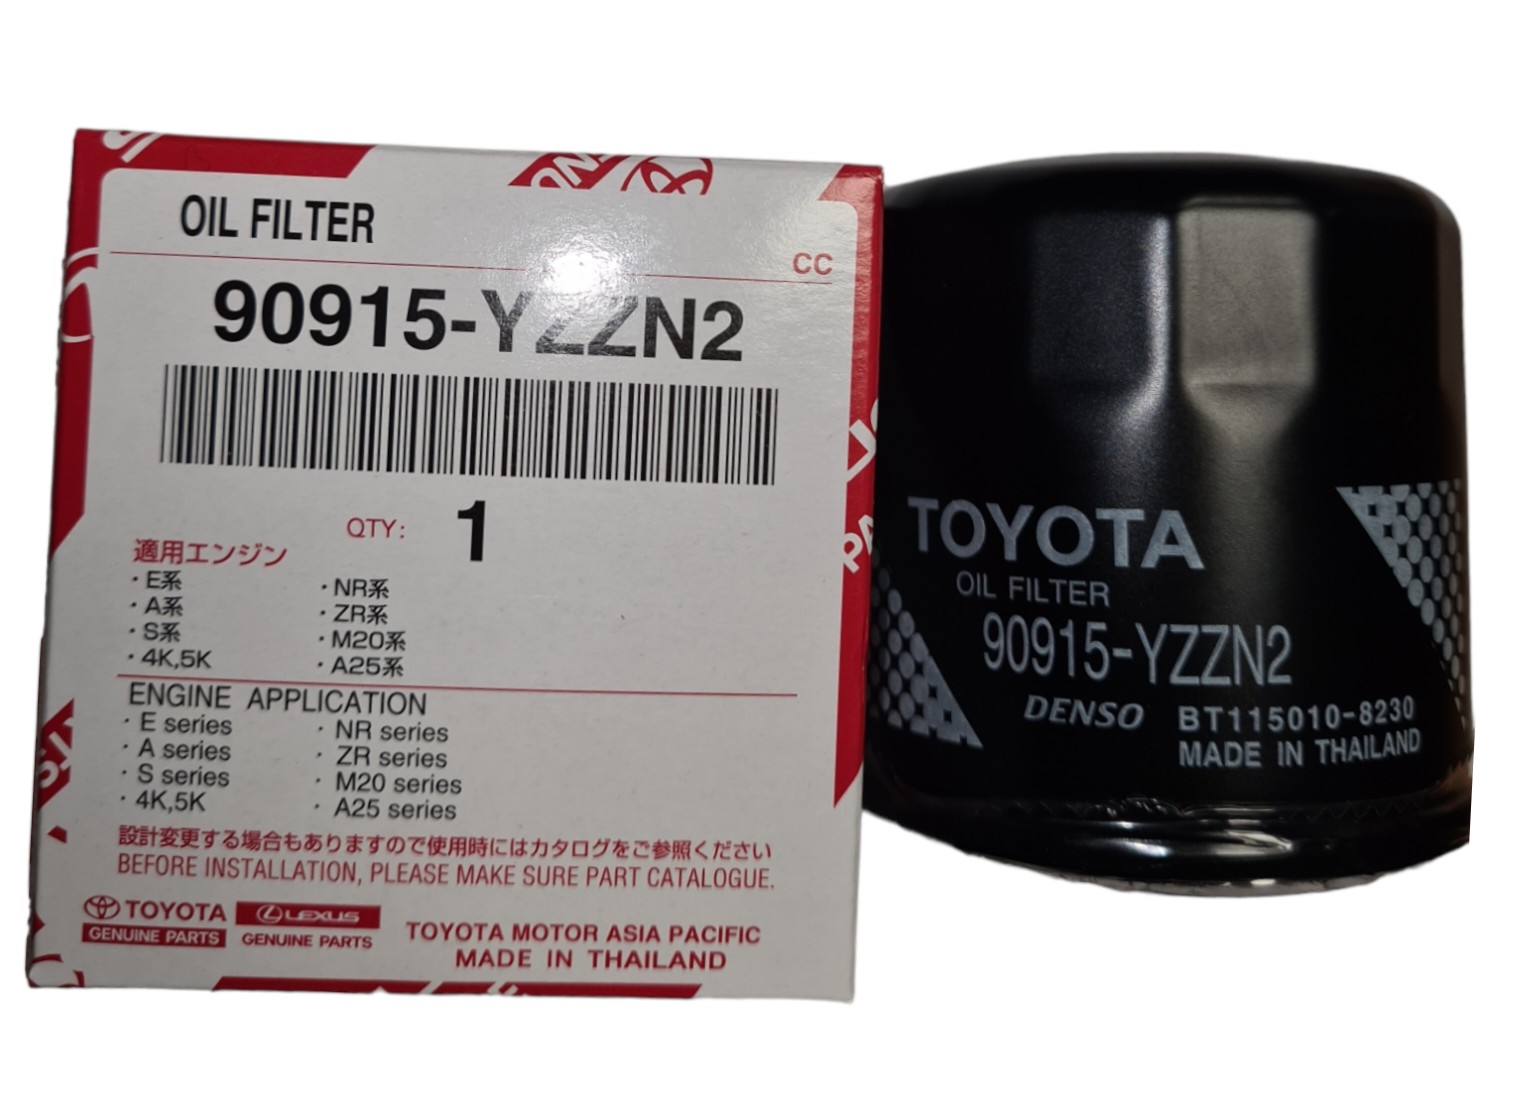 OIL FILTER
CC
90915-YZZN2
QTY: 1
適用エンジン
・E系
・A系
・S系
・4K,5K
・NR系
・ZR系
・M20系
・A25系
ENGINE APPLICATION
・E series
・A series
・S series
・4K,5K
・NR series
・ZR series
・M20 series
・A25 series
設計変更する場合もありますので使用時にはカタログをご参照ください
BEFORE INSTALLATION, PLEASE MAKE SURE PART CATALOGUE.
TOYOTA
GENUINE PARTS
LEXUS
GENUINE PARTS
TOYOTA MOTOR ASIA PACIFIC
MADE IN THAILAND
TOYOTA
OIL FILTER
90915-YZZN2
DENSO BT115010-8230
MADE IN THAILAND